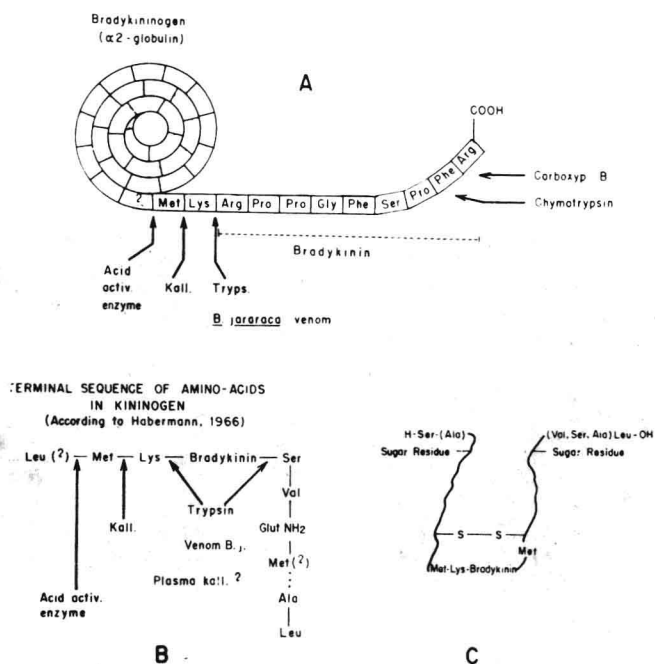 Bradykininogen
(α2-globulin)
A
COOH
?. Met Lys Arg Pro Pro Gly Phe Ser Pro Phe Arg
Carboxyp B
Chymotrypsin
Bradykinin
Acid
activ.
enzyme
Kall.
Tryps.
B. jararaca venom
ERMINAL SEQUENCE OF AMINO-ACIDS
IN KININOGEN
(According to Habermann, 1966)
Leu (?) — Met — Lys — Bradykinin — Ser
Val
Glut NH2
Met (?)
Ala
Leu
Kall.
Trypsin
Venom B. j.
Plasma kall. ?
Acid activ.
enzyme
B
H-Ser-(Ala)
Sugar Residue
(Val, Ser, Ala) Leu-OH
Sugar Residue
S — S
Met
Met-Lys-Bradykinin
C